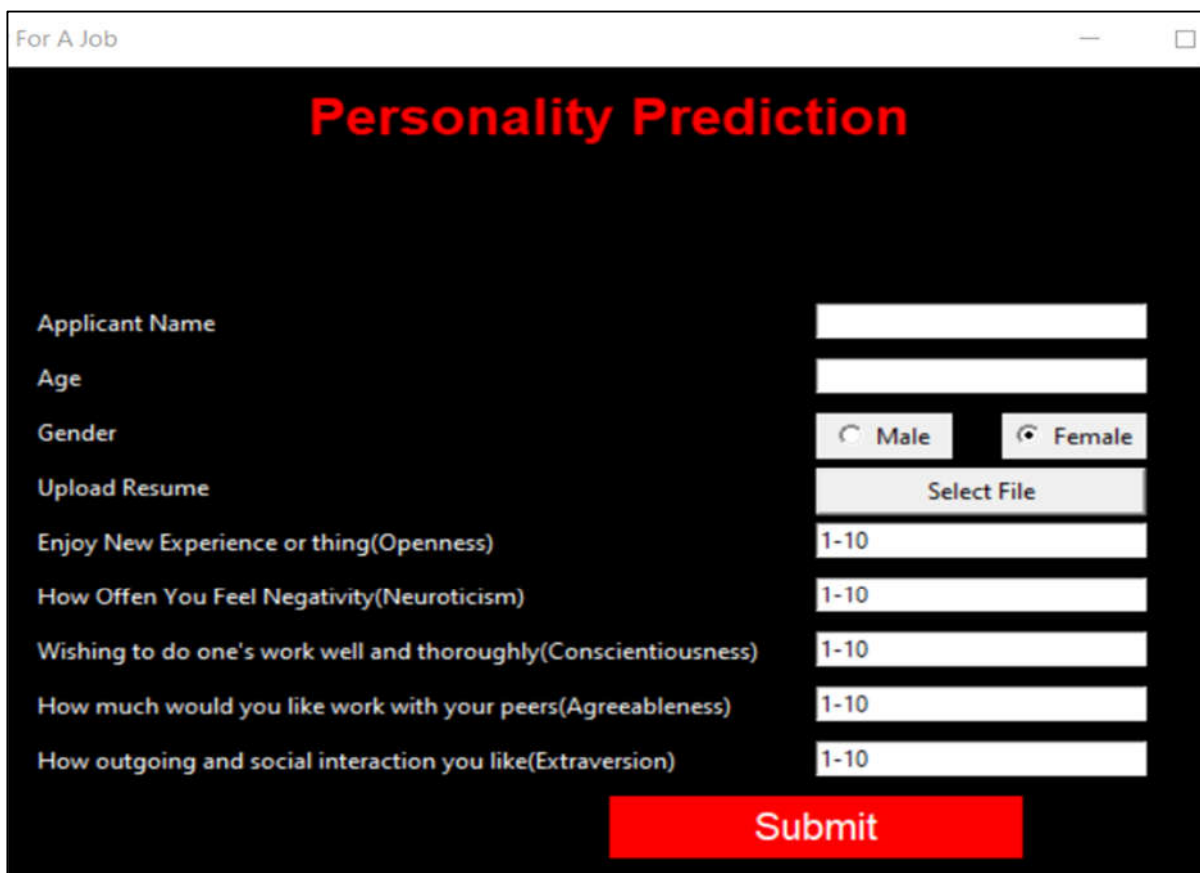 For A Job
Personality Prediction
Applicant Name
Age
Gender Male Female
Upload Resume Select File
Enjoy New Experience or thing(Openness) 1-10
How Offen You Feel Negativity(Neuroticism) 1-10
Wishing to do one's work well and thoroughly(Conscientiousness) 1-10
How much would you like work with your peers(Agreeableness) 1-10
How outgoing and social interaction you like(Extraversion) 1-10
Submit